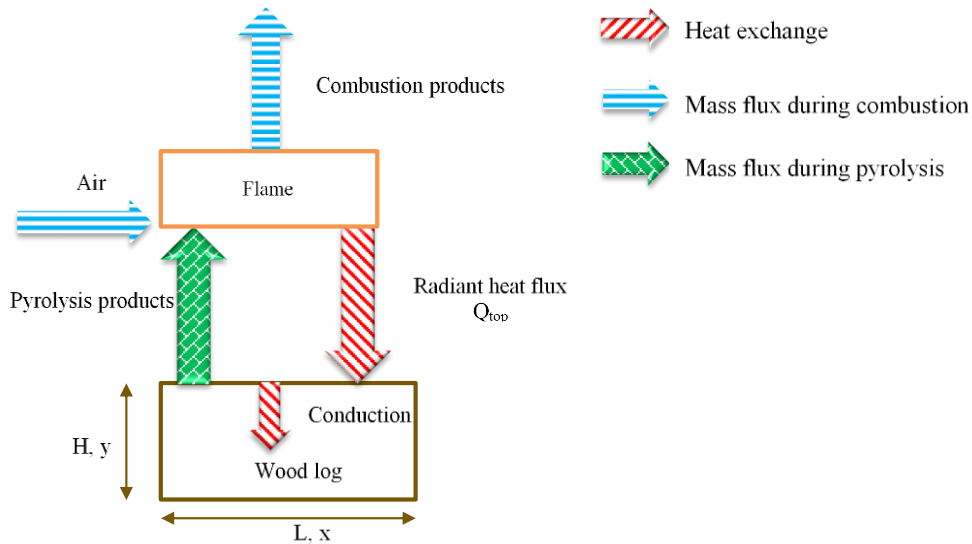 Heat exchange
Combustion products
Mass flux during combustion
Mass flux during pyrolysis
Air
Flame
Pyrolysis products
Radiant heat flux
Qtop
Conduction
H, y
Wood log
L, x